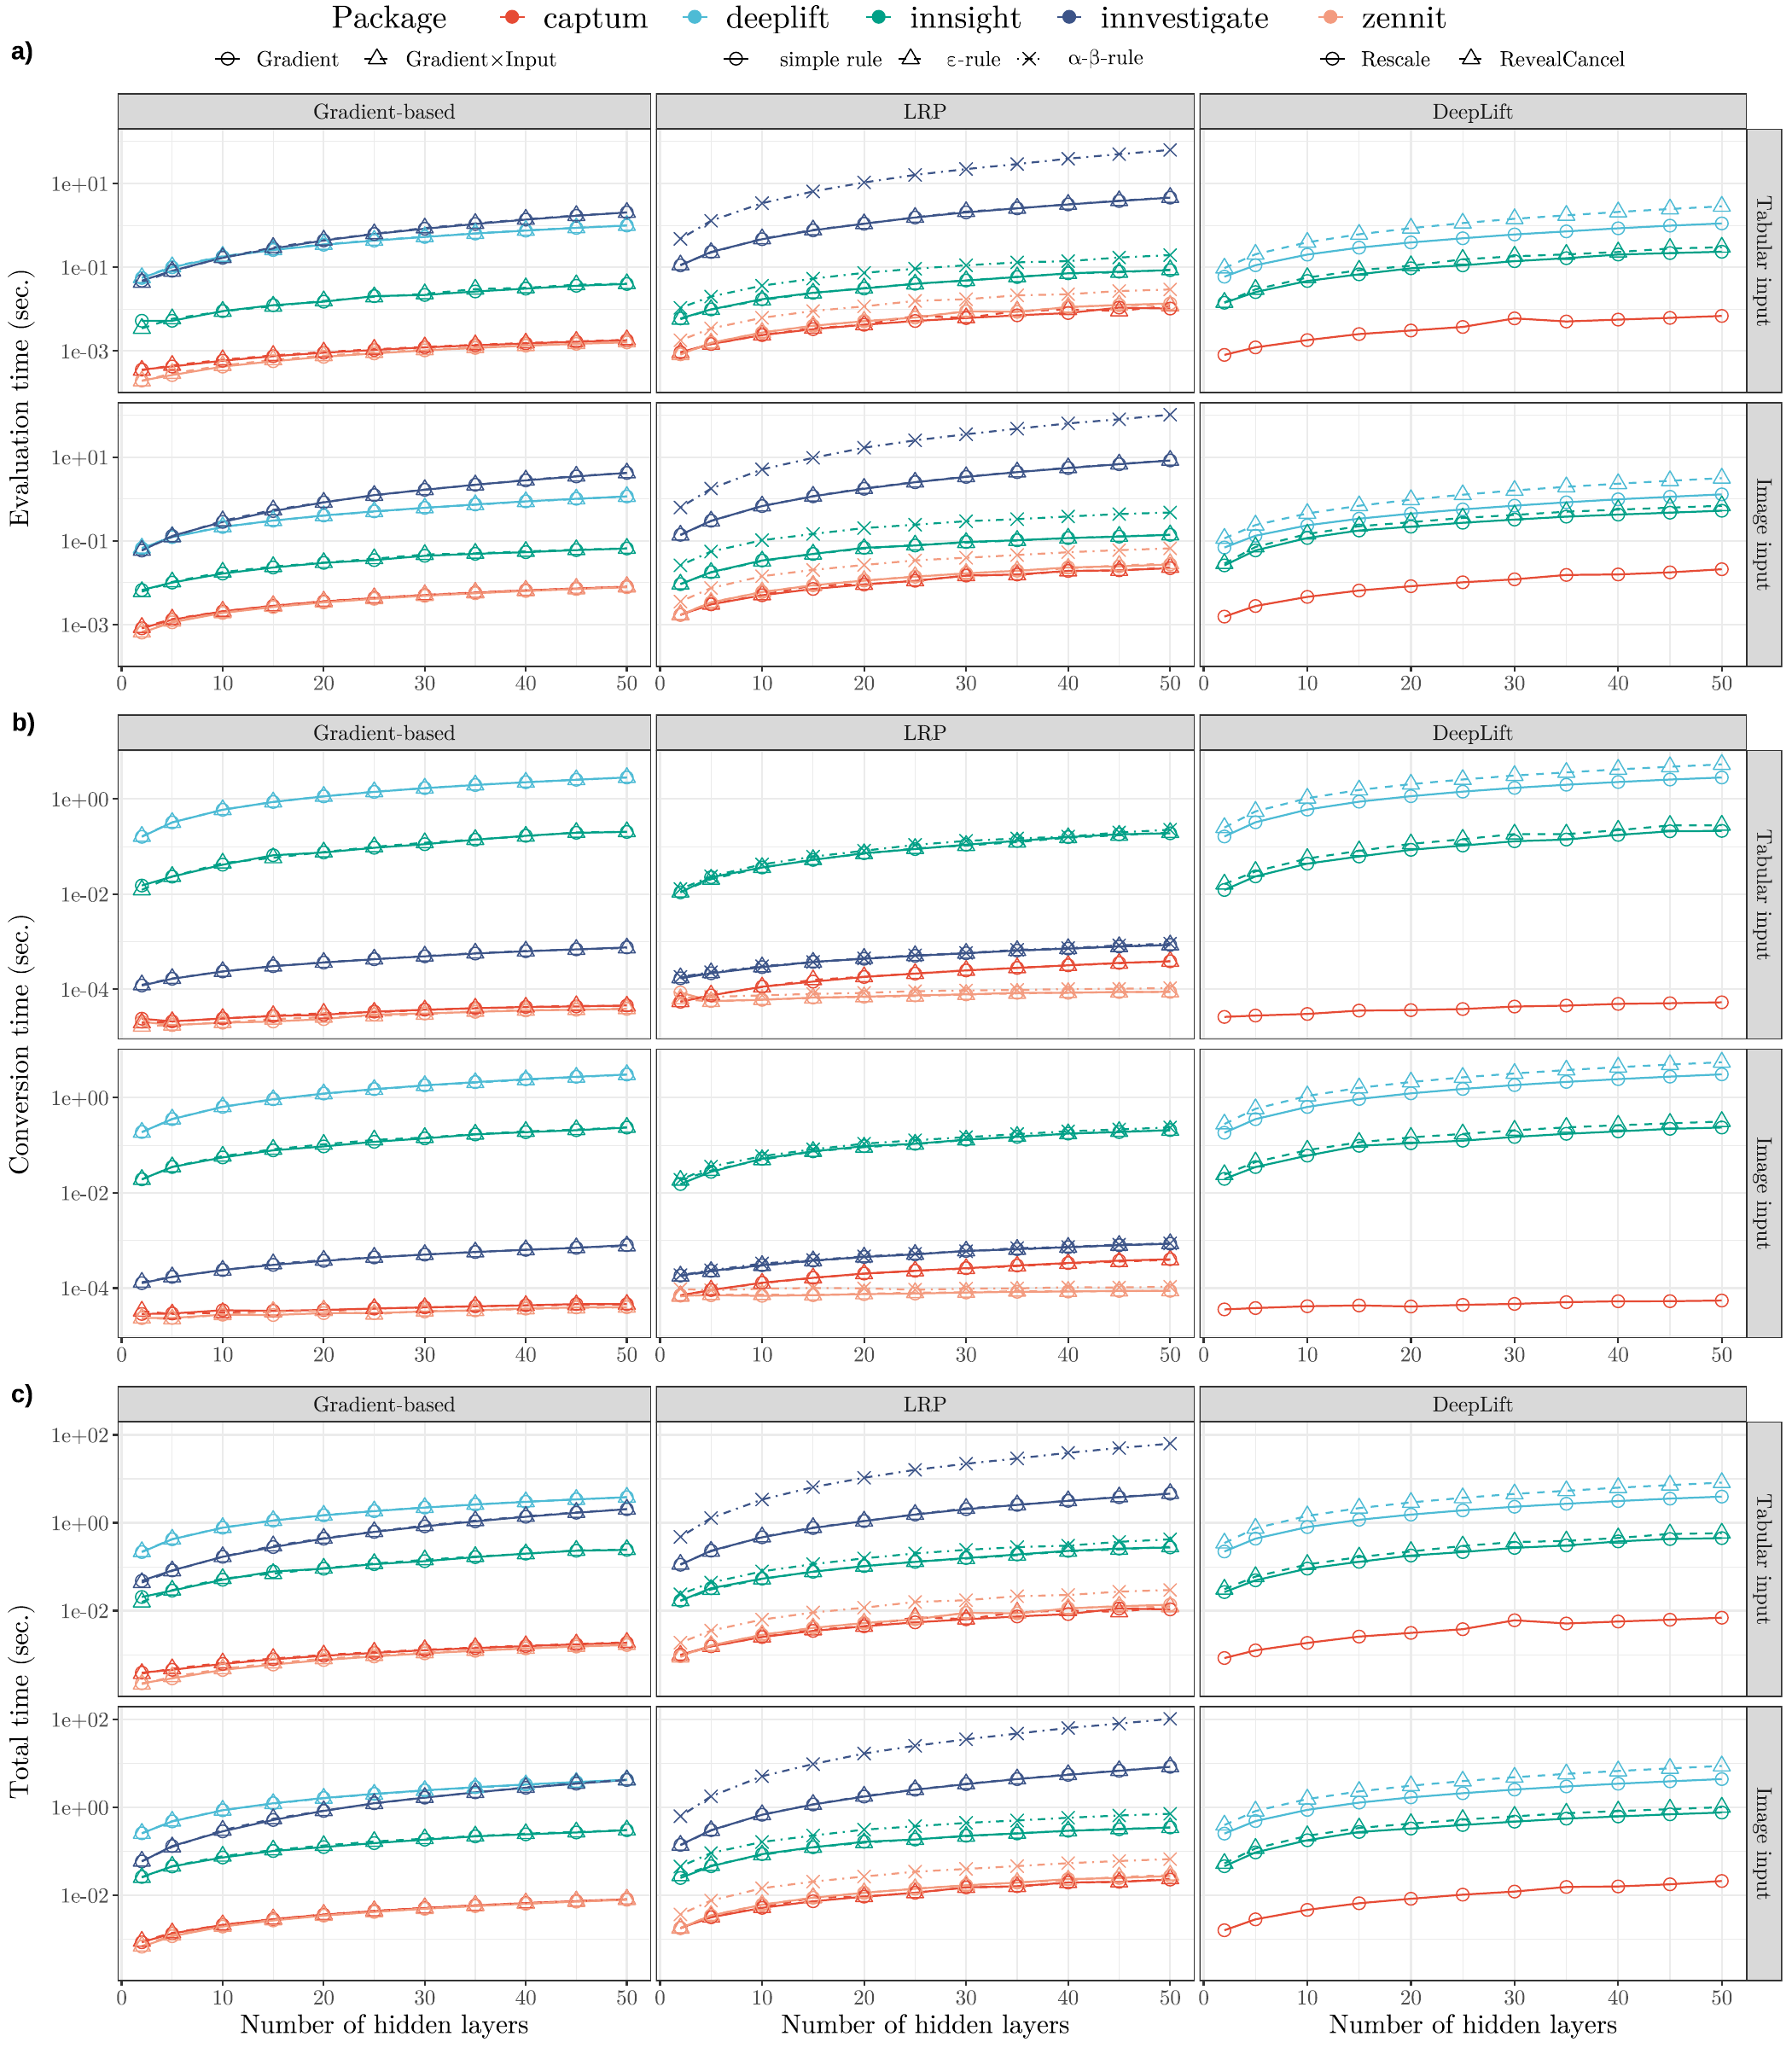 Package captum deeplift innsight innvestigate zennit
a)
Gradient Gradient×Input simple rule ε-rule α-β-rule Rescale RevealCancel
Gradient-based LRP DeepLift
Evaluation time (sec.)
1e+01
1e-01
1e-03
Tabular input
1e+01
1e-01
1e-03
Image input
0 10 20 30 40 50 0 10 20 30 40 50 0 10 20 30 40 50
b)
Gradient-based LRP DeepLift
Conversion time (sec.)
1e+00
1e-02
1e-04
Tabular input
1e+00
1e-02
1e-04
Image input
0 10 20 30 40 50 0 10 20 30 40 50 0 10 20 30 40 50
c)
Gradient-based LRP DeepLift
Total time (sec.)
1e+02
1e+00
1e-02
Tabular input
1e+02
1e+00
1e-02
Image input
0 10 20 30 40 50 0 10 20 30 40 50 0 10 20 30 40 50
Number of hidden layers Number of hidden layers Number of hidden layers